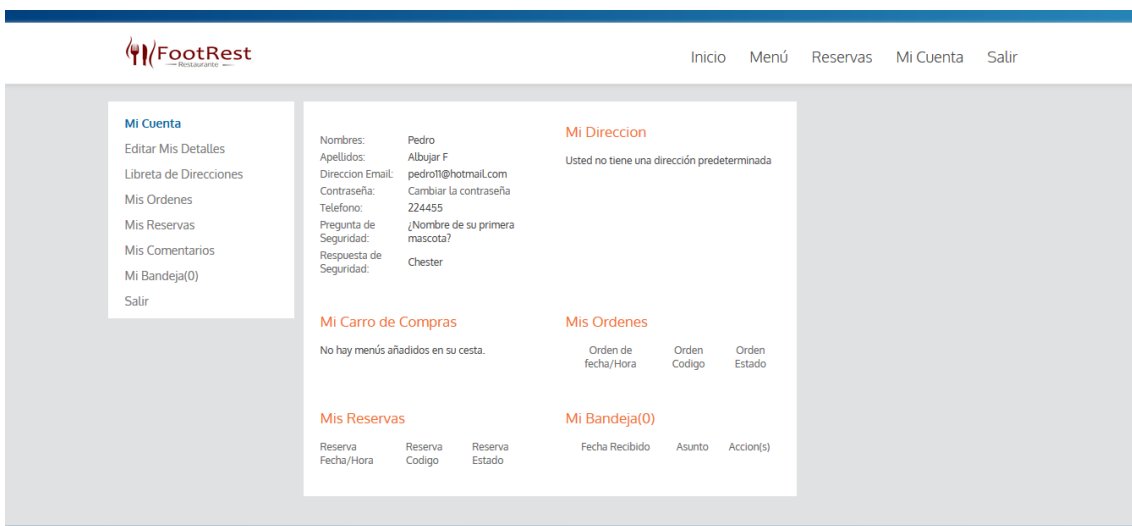 FootRest
Restaurante
Inicio Menú Reservas Mi Cuenta Salir
Mi Cuenta
Editar Mis Detalles
Libreta de Direcciones
Mis Ordenes
Mis Reservas
Mis Comentarios
Mi Bandeja(0)
Salir
Nombres: Pedro
Apellidos: Albujar F
Direccion Email: pedro11@hotmail.com
Contraseña: Cambiar la contraseña
Telefono: 224455
Pregunta de ¿Nombre de su primera
Seguridad: mascota?
Respuesta de
Seguridad: Chester
Mi Direccion
Usted no tiene una dirección predeterminada
Mi Carro de Compras
No hay menús añadidos en su cesta.
Mis Ordenes
Orden de Orden Orden
fecha/Hora Codigo Estado
Mis Reservas
Reserva Reserva Reserva
Fecha/Hora Codigo Estado
Mi Bandeja(0)
Fecha Recibido Asunto Accion(s)